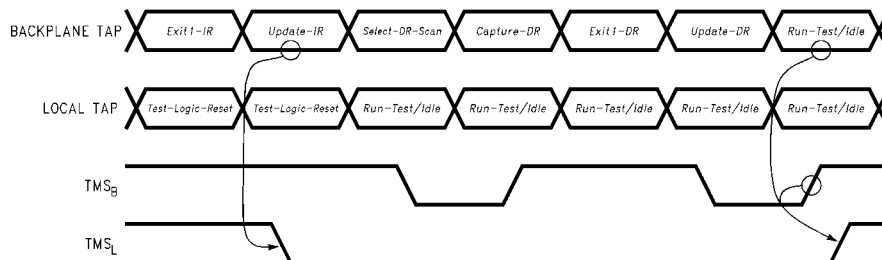 BACKPLANE TAP Exit1-IR Update-IR Select-DR-Scan Capture-DR Exit1-DR Update-DR Run-Test/Idle
LOCAL TAP Test-Logic-Reset Test-Logic-Reset Run-Test/Idle Run-Test/Idle Run-Test/Idle Run-Test/Idle Run-Test/Idle
TMSB
TMSL